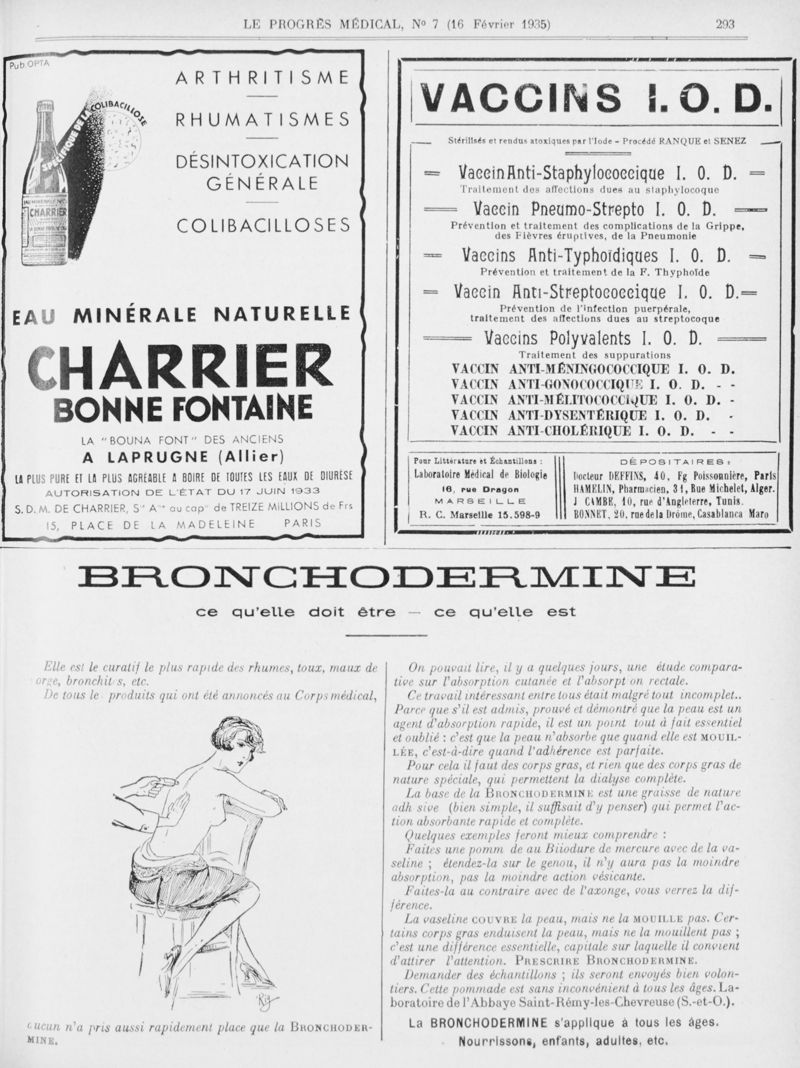 LE PROGRÈS MÉDICAL, No 7 (16 Février 1935)
293
Pub. OPTA
SPÉCIFIQUE DE LA COLIBACILLOSE
CHARRIER
ARTHRITISME
RHUMATISMES
DÉSINTOXICATION
GÉNÉRALE
COLIBACILLOSES
EAU MINÉRALE NATURELLE
CHARRIER
BONNE FONTAINE
LA "BOUNA FONT" DES ANCIENS
A LAPRUGNE (Allier)
LA PLUS PURE ET LA PLUS AGRÉABLE A BOIRE DE TOUTES LES EAUX DE DIURÈSE
AUTORISATION DE L'ÉTAT DU 17 JUIN 1933
S.D.M. DE CHARRIER, Sté Ame au capal de TREIZE MILLIONS de Frs
15, PLACE DE LA MADELEINE PARIS
VACCINS I.O.D.
Stérilisés et rendus atoxiques par l'Iode - Procédé RANQUE et SENEZ
= Vaccin Anti-Staphylococcique I. O. D. =
Traitement des affections dues au staphylocoque
= Vaccin Pneumo-Strepto I. O. D. =
Prévention et traitement des complications de la Grippe,
des Fièvres éruptives, de la Pneumonie
= Vaccins Anti-Typhoïdiques I. O. D. =
Prévention et traitement de la F. Thyphoïde
= Vaccin Anti-Streptococcique I. O. D. =
Prévention de l'infection puerpérale,
traitement des affections dues au streptocoque
= Vaccins Polyvalents I. O. D. =
Traitement des suppurations
VACCIN ANTI-MÉNINGOCOCCIQUE I. O. D.
VACCIN ANTI-GONOCOCCIQUE I. O. D. - -
VACCIN ANTI-MÉLITOCOCCIQUE I. O. D. -
VACCIN ANTI-DYSENTÉRIQUE I. O. D. -
VACCIN ANTI-CHOLÉRIQUE I. O. D. - -
Pour Littérature et Échantillons :
Laboratoire Médical de Biologie
16, rue Dragon
MARSEILLE
R. C. Marseille 15.598-9
DÉPOSITAIRES :
Docteur DEFFINS, 40, Fg Poissonnière, Paris
HAMELIN, Pharmacien, 31, Rue Michelet, Alger.
J CAMBE, 10, rue d'Angleterre, Tunis.
BONNET, 20, rue de la Drôme, Casablanca Maro
BRONCHODERMINE
ce qu'elle doit être — ce qu'elle est
Elle est le curatif le plus rapide des rhumes, toux, maux de
orge, bronchit s, etc.
De tous le produits qui ont été annoncés au Corps médical,
Rig
aucun n'a pris aussi rapidement place que la BRONCHODER-
MINE.
On pouvait lire, il y a quelques jours, une étude compara-
tive sur l'absorption cutanée et l'absorpt on rectale.
Ce travail intéressant entre tous était malgré tout incomplet..
Parce que s'il est admis, prouvé et démontré que la peau est un
agent d'absorption rapide, il est un point tout à fait essentiel
et oublié : c'est que la peau n'absorbe que quand elle est MOUIL-
LÉE, c'est-à-dire quand l'adhérence est parfaite.
Pour cela il faut des corps gras, et rien que des corps gras de
nature spéciale, qui permettent la dialyse complète.
La base de la BRONCHODERMINE est une graisse de nature
adh sive (bien simple, il suffisait d'y penser) qui permet l'ac-
tion absorbante rapide et complète.
Quelques exemples feront mieux comprendre :
Faites une pomm de au Biiodure de mercure avec de la va-
seline ; étendez-la sur le genou, il n'y aura pas la moindre
absorption, pas la moindre action vésicante.
Faites-la au contraire avec de l'axonge, vous verrez la dif-
férence.
La vaseline COUVRE la peau, mais ne la MOUILLE pas. Cer-
tains corps gras enduisent la peau, mais ne la mouillent pas ;
c'est une différence essentielle, capitale sur laquelle il convient
d'attirer l'attention. PRESCRIRE BRONCHODERMINE.
Demander des échantillons ; ils seront envoyés bien volon-
tiers. Cette pommade est sans inconvénient à tous les âges. La-
boratoire de l'Abbaye Saint-Rémy-les-Chevreuse (S.-et-O.).
La BRONCHODERMINE s'applique à tous les âges.
Nourrissons, enfants, adultes, etc.